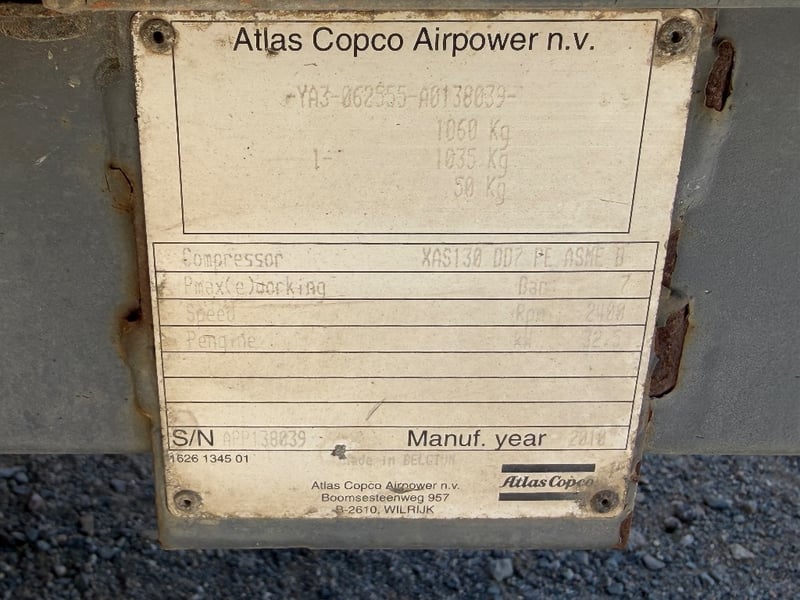 Atlas Copco Airpower n.v.
-YA3-062555-A0138039-
1060 Kg
1- 1035 Kg
50 Kg
Compressor XAS130 DD7 PE ASME B
Pmax(e)working Bar 7
Speed Rpm 2400
Pengine kW 32.5
S/N APP138039 Manuf. year 2010
1626 1345 01
Made in BELGIUM
Atlas Copco Airpower n.v.
Boomsesteenweg 957
B-2610, WILRIJK
Atlas Copco